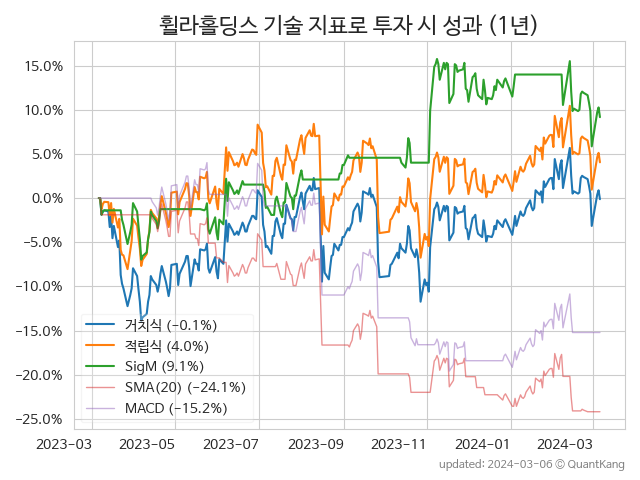 휠라홀딩스 기술 지표로 투자 시 성과 (1년)
15.0%
10.0%
5.0%
0.0%
−5.0%
−10.0%
−15.0%
−20.0%
−25.0%
거치식 (−0.1%)
적립식 (4.0%)
SigM (9.1%)
SMA(20) (−24.1%)
MACD (−15.2%)
2023−03 2023−05 2023−07 2023−09 2023−11 2024−01 2024−03
updated: 2024-03-06 © QuantKang